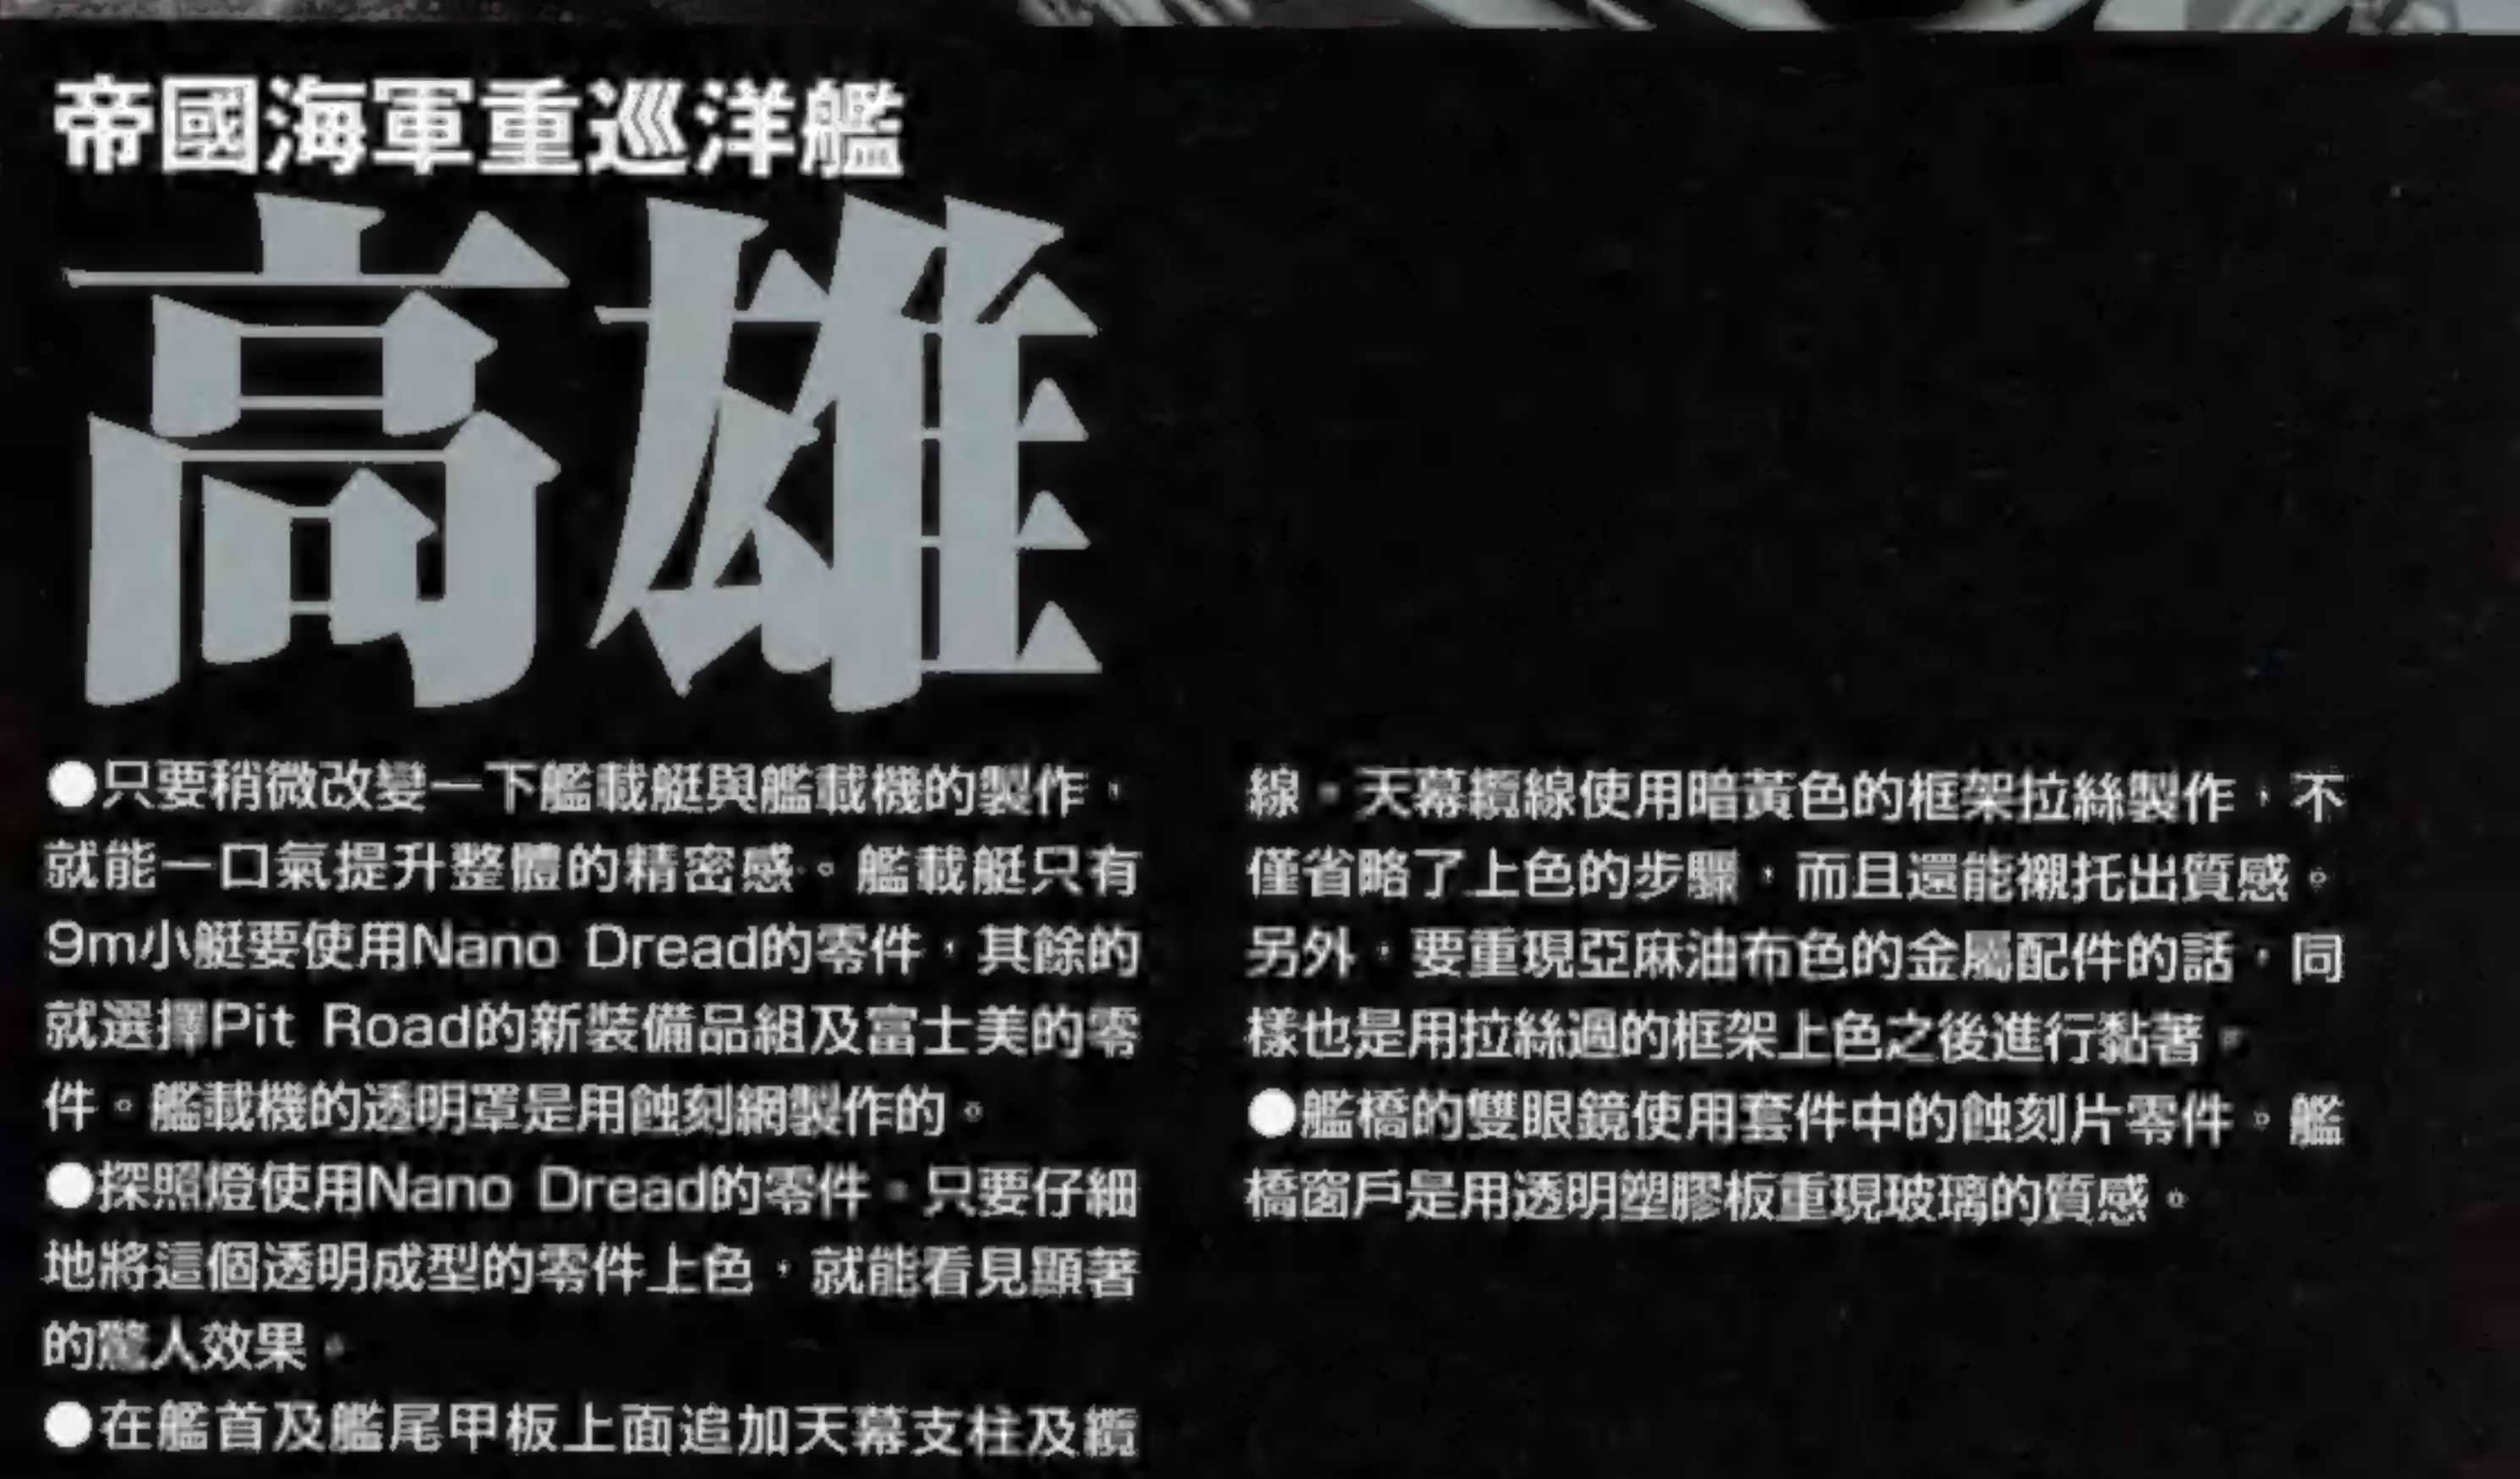 帝國海軍重巡洋艦
高雄
●只要稍微改變一下艦載艇與艦載機的製作，
就能一口氣提升整體的精密感。艦載艇只有
9m小艇要使用Nano Dread的零件，其餘的
就選擇Pit Road的新裝備品組及富士美的零
件。艦載機的透明罩是用蝕刻網製作的。
●探照燈使用Nano Dread的零件。只要仔細
地將這個透明成型的零件上色，就能看見顯著
的驚人效果。
●在艦首及艦尾甲板上面追加天幕支柱及纜
線。天幕纜線使用暗黃色的框架拉絲製作，不
僅省略了上色的步驟，而且還能襯托出質感。
另外，要重現亞麻油布色的金屬配件的話，同
樣也是用拉絲過的框架上色之後進行黏著。
●艦橋的雙眼鏡使用套件中的蝕刻片零件。艦
橋窗戶是用透明塑膠板重現玻璃的質感。